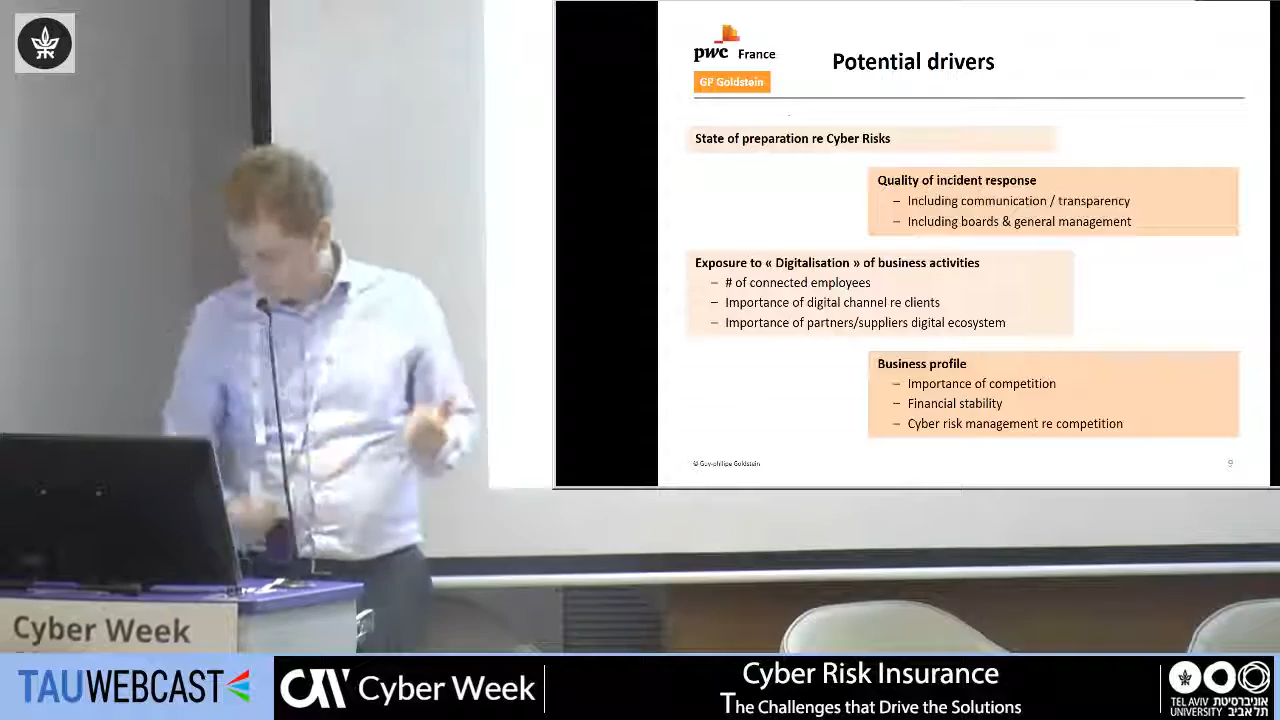 pwc France
GP Goldstein
Potential drivers
State of preparation re Cyber Risks
Quality of incident response
– Including communication / transparency
– Including boards & general management
Exposure to « Digitalisation » of business activities
– # of connected employees
– Importance of digital channel re clients
– Importance of partners/suppliers digital ecosystem
Business profile
– Importance of competition
– Financial stability
– Cyber risk management re competition
© Guy-philipe Goldstein
9
Cyber Week
TAUWEBCAST
Cyber Week
Cyber Risk Insurance
The Challenges that Drive the Solutions
TEL AVIV אוניברסיטת
UNIVERSITY תל אביב